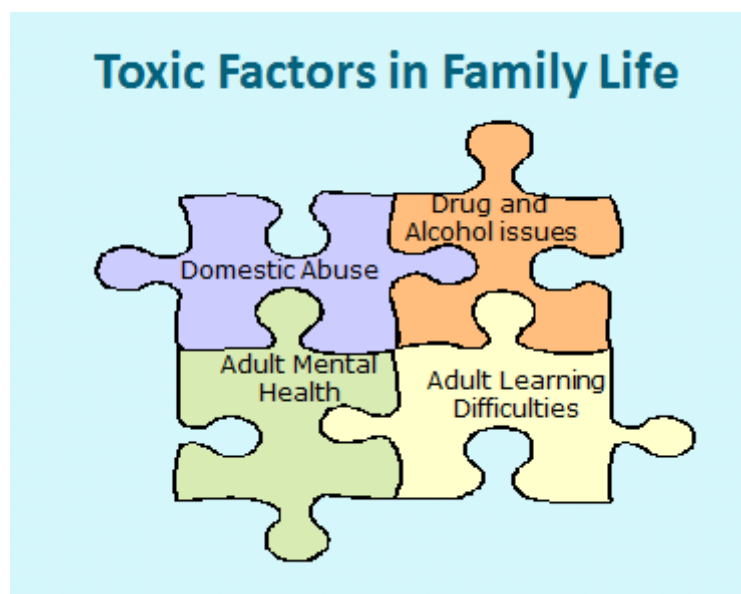 Toxic Factors in Family Life
Drug and
Alcohol issues
Domestic Abuse
Adult Mental
Health
Adult Learning
Difficulties